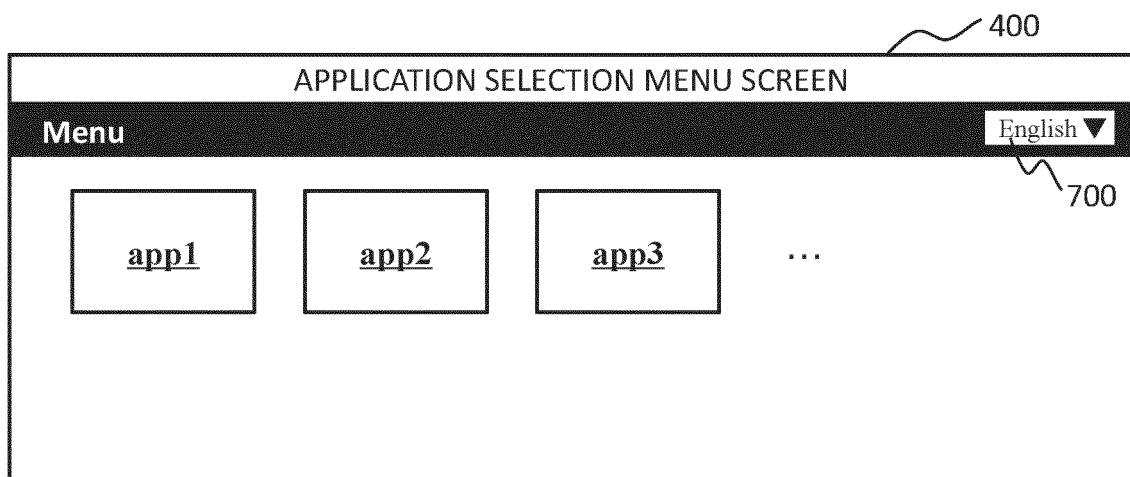 400
APPLICATION SELECTION MENU SCREEN
Menu
English ▼
700
app1
app2
app3
...